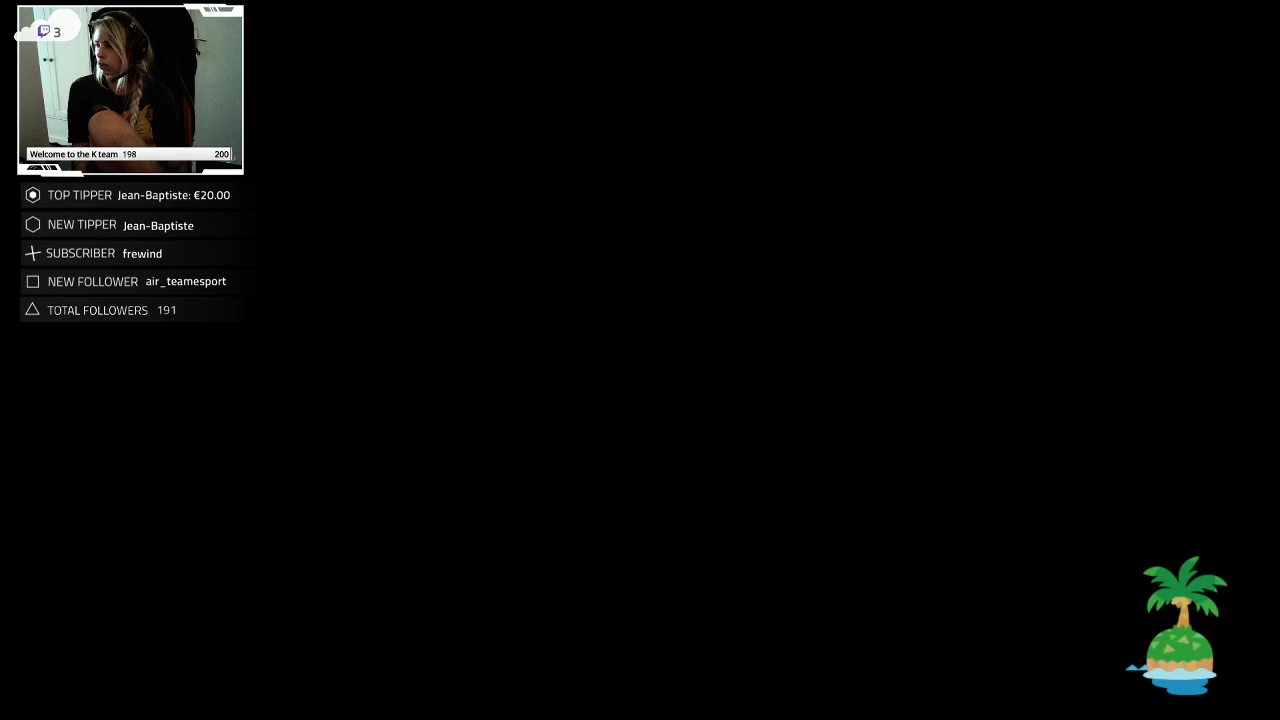 3
Welcome to the K team 198 200
TOP TIPPER Jean-Baptiste: €20.00
NEW TIPPER Jean-Baptiste
SUBSCRIBER frewind
NEW FOLLOWER air_teamesport
TOTAL FOLLOWERS 191